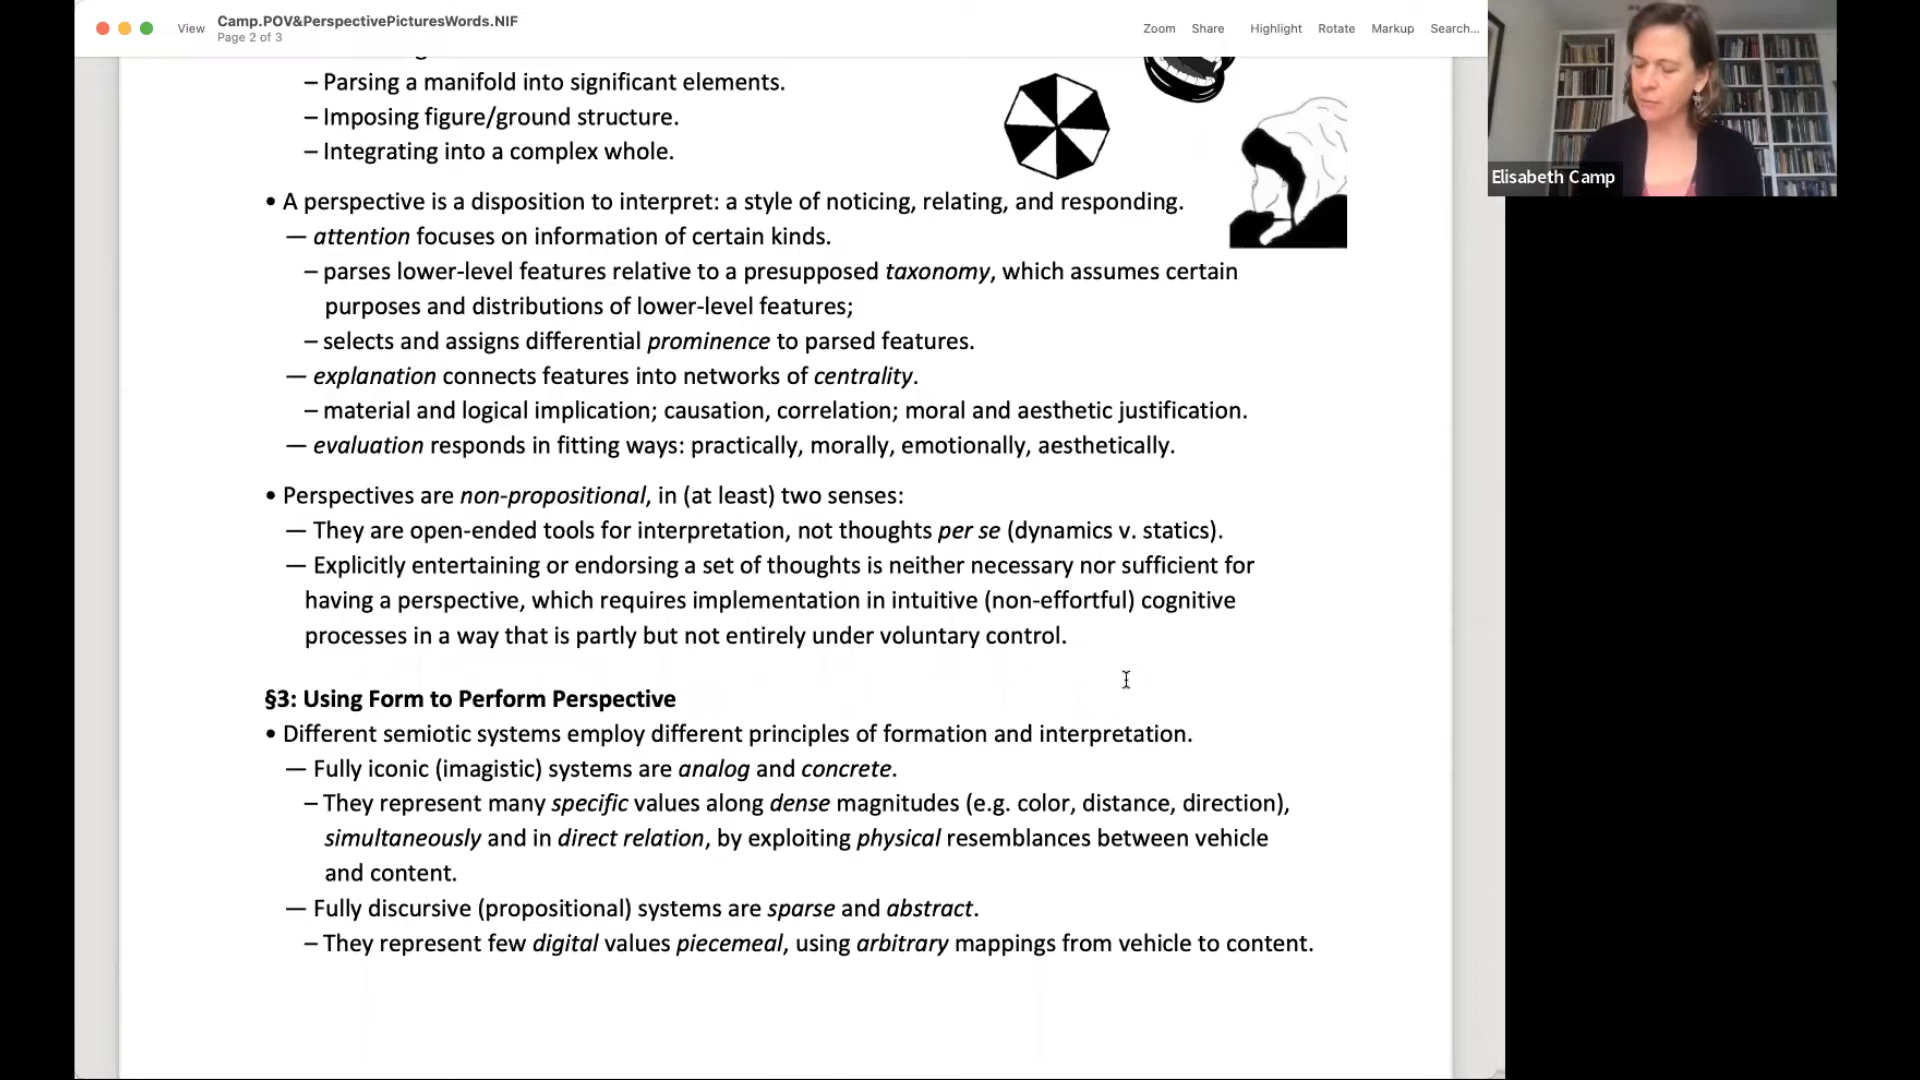 Camp.POV&PerspectivePicturesWords.NIF
View
Page 2 of 3
Zoom Share Highlight Rotate Markup Search...
– Parsing a manifold into significant elements.
– Imposing figure/ground structure.
– Integrating into a complex whole.
Elisabeth Camp
• A perspective is a disposition to interpret: a style of noticing, relating, and responding.
— attention focuses on information of certain kinds.
– parses lower-level features relative to a presupposed taxonomy, which assumes certain
purposes and distributions of lower-level features;
– selects and assigns differential prominence to parsed features.
— explanation connects features into networks of centrality.
– material and logical implication; causation, correlation; moral and aesthetic justification.
— evaluation responds in fitting ways: practically, morally, emotionally, aesthetically.
• Perspectives are non-propositional, in (at least) two senses:
— They are open-ended tools for interpretation, not thoughts per se (dynamics v. statics).
— Explicitly entertaining or endorsing a set of thoughts is neither necessary nor sufficient for
having a perspective, which requires implementation in intuitive (non-effortful) cognitive
processes in a way that is partly but not entirely under voluntary control.
§3: Using Form to Perform Perspective
• Different semiotic systems employ different principles of formation and interpretation.
— Fully iconic (imagistic) systems are analog and concrete.
– They represent many specific values along dense magnitudes (e.g. color, distance, direction),
simultaneously and in direct relation, by exploiting physical resemblances between vehicle
and content.
— Fully discursive (propositional) systems are sparse and abstract.
– They represent few digital values piecemeal, using arbitrary mappings from vehicle to content.